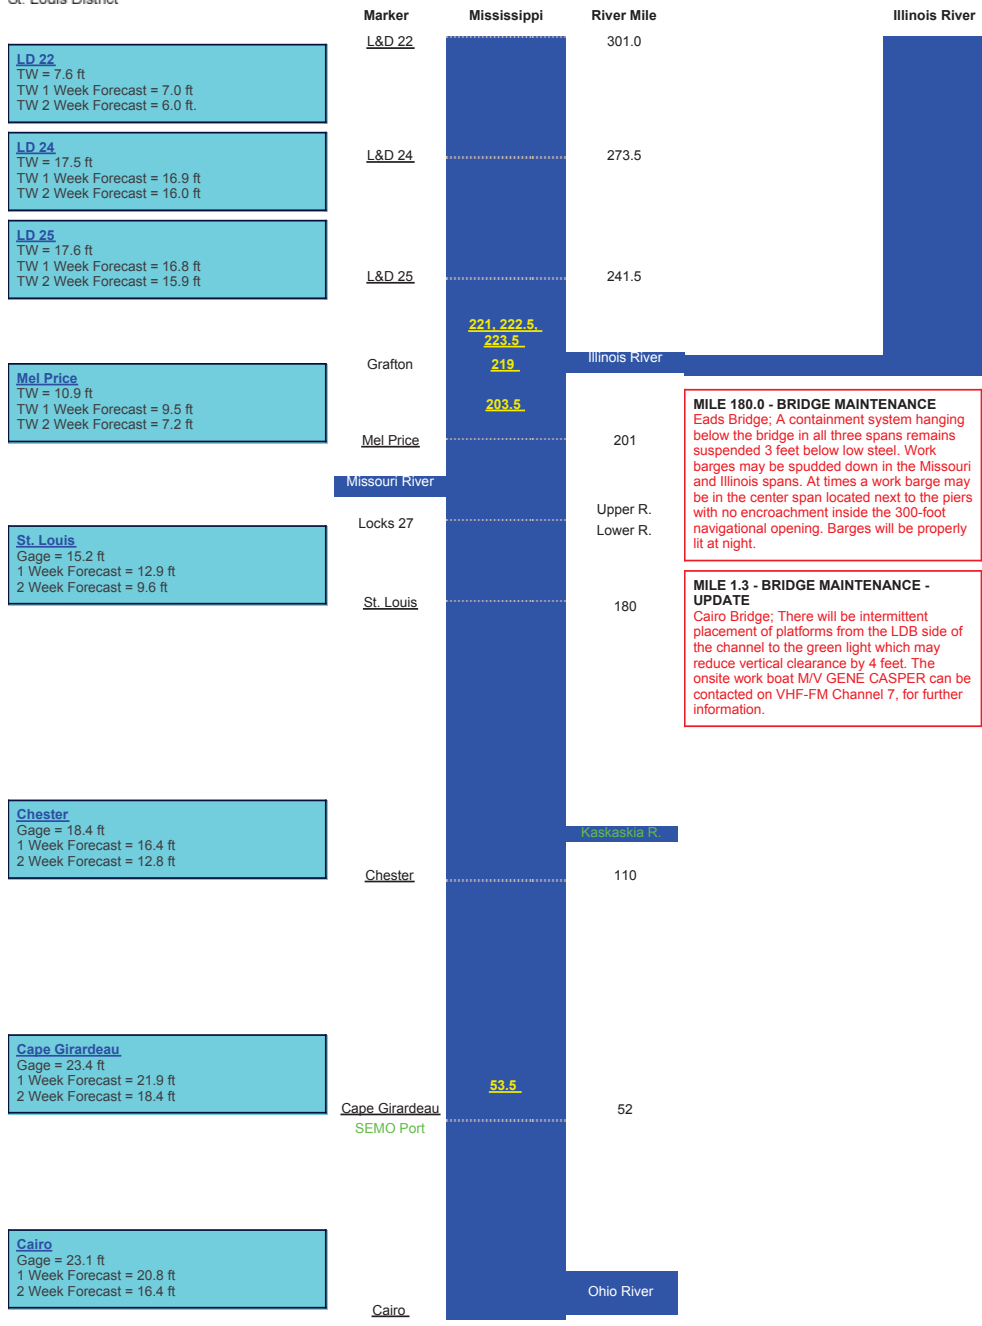 St. Louis District
Marker Mississippi River Mile Illinois River
L&D 22 301.0
LD 22
TW = 7.6 ft
TW 1 Week Forecast = 7.0 ft
TW 2 Week Forecast = 6.0 ft.
LD 24
TW = 17.5 ft
TW 1 Week Forecast = 16.9 ft
TW 2 Week Forecast = 16.0 ft
L&D 24 273.5
LD 25
TW = 17.6 ft
TW 1 Week Forecast = 16.8 ft
TW 2 Week Forecast = 15.9 ft
L&D 25 241.5
221, 222.5,
223.5
Grafton 219 Illinois River
Mel Price
TW = 10.9 ft
TW 1 Week Forecast = 9.5 ft
TW 2 Week Forecast = 7.2 ft
203.5
Mel Price 201
MILE 180.0 - BRIDGE MAINTENANCE
Eads Bridge; A containment system hanging
below the bridge in all three spans remains
suspended 3 feet below low steel. Work
barges may be spudded down in the Missouri
and Illinois spans. At times a work barge may
be in the center span located next to the piers
with no encroachment inside the 300-foot
navigational opening. Barges will be properly
lit at night.
Missouri River
Upper R.
Locks 27
Lower R.
St. Louis
Gage = 15.2 ft
1 Week Forecast = 12.9 ft
2 Week Forecast = 9.6 ft
St. Louis 180
MILE 1.3 - BRIDGE MAINTENANCE -
UPDATE
Cairo Bridge; There will be intermittent
placement of platforms from the LDB side of
the channel to the green light which may
reduce vertical clearance by 4 feet. The
onsite work boat M/V GENE CASPER can be
contacted on VHF-FM Channel 7, for further
information.
Chester
Gage = 18.4 ft
1 Week Forecast = 16.4 ft
2 Week Forecast = 12.8 ft
Kaskaskia R.
Chester 110
Cape Girardeau
Gage = 23.4 ft
1 Week Forecast = 21.9 ft
2 Week Forecast = 18.4 ft
53.5
Cape Girardeau 52
SEMO Port
Cairo
Gage = 23.1 ft
1 Week Forecast = 20.8 ft
2 Week Forecast = 16.4 ft
Ohio River
Cairo